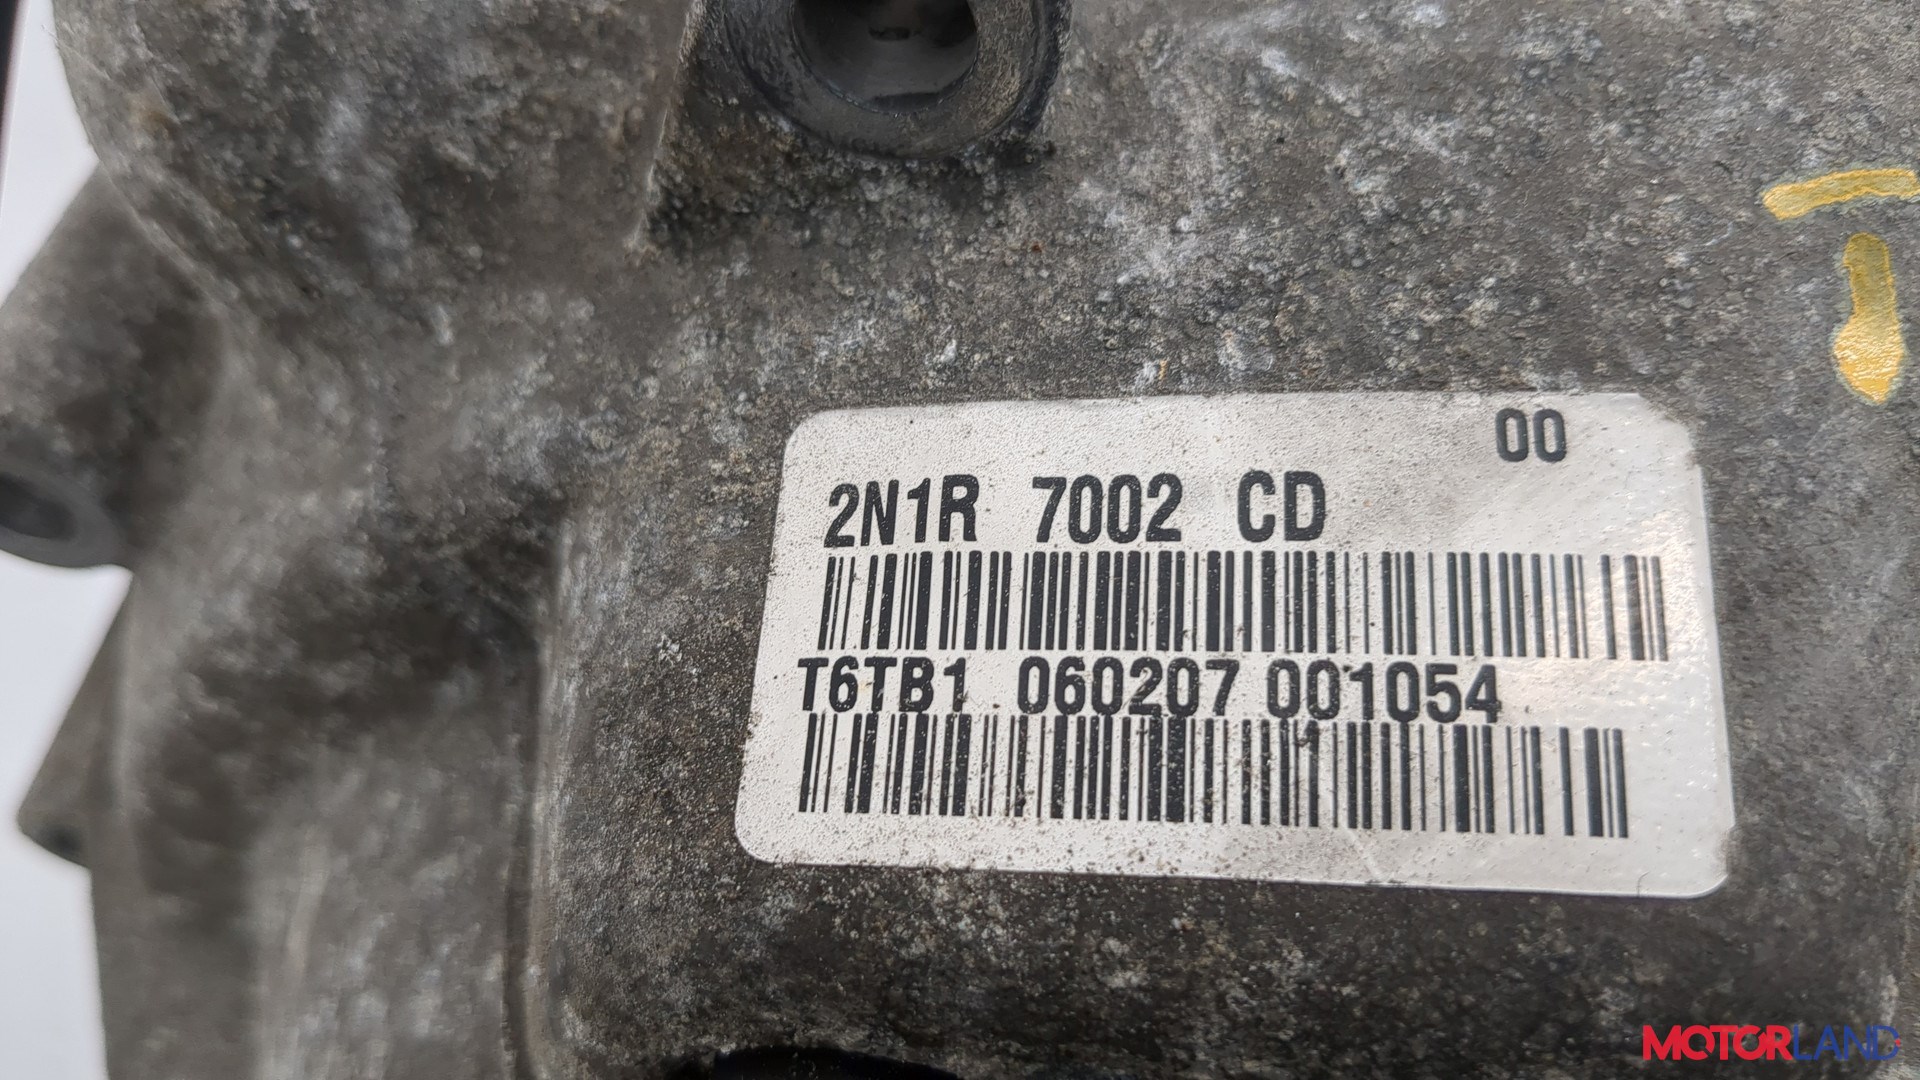 00
2N1R 7002 CD
T6TB1 060207 001054
MOTORLAND